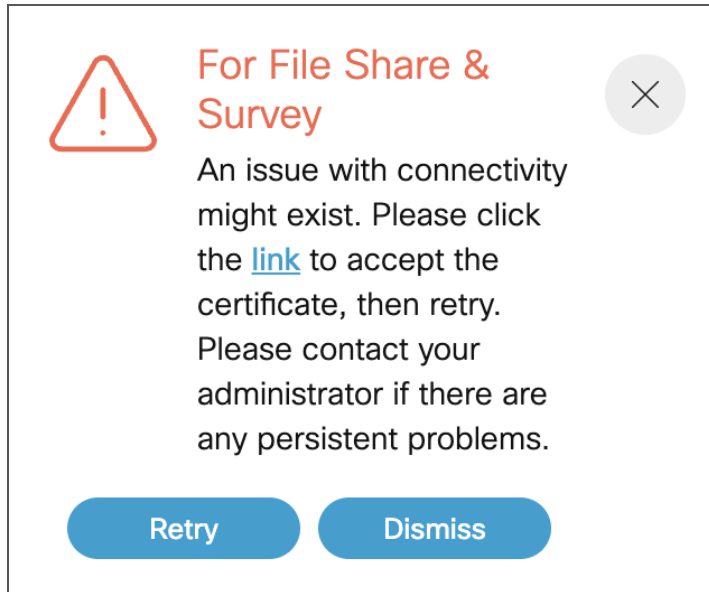 For File Share &
Survey
An issue with connectivity
might exist. Please click
the link to accept the
certificate, then retry.
Please contact your
administrator if there are
any persistent problems.
Retry
Dismiss